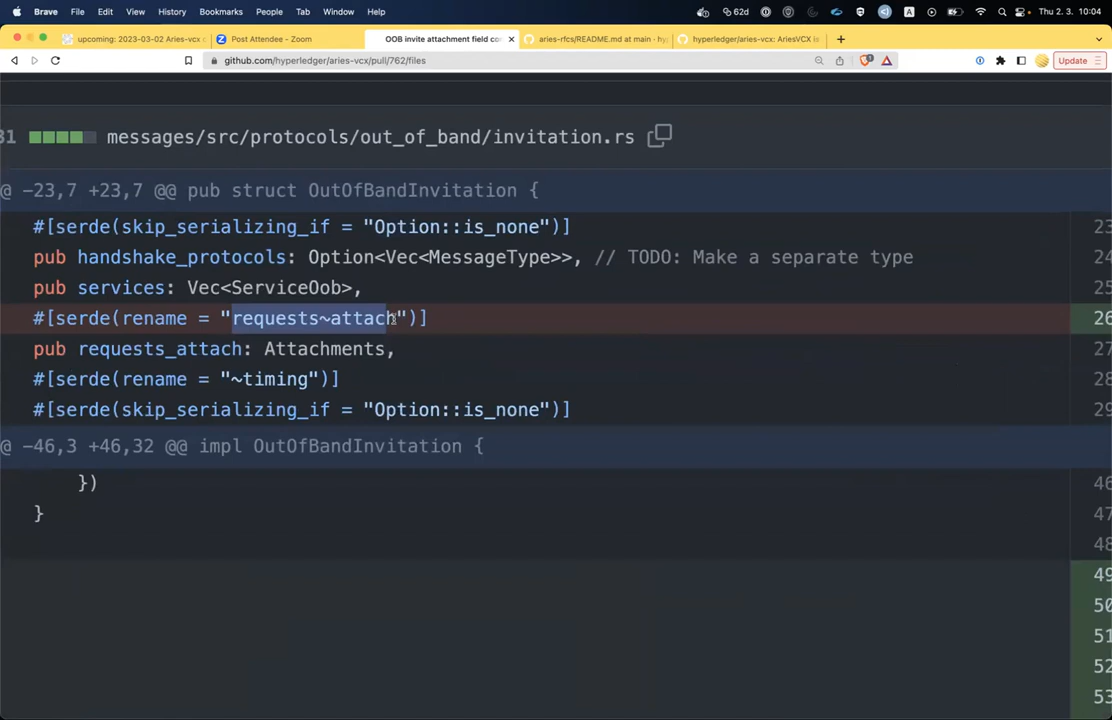 Brave File Edit View History Bookmarks People Tab Window Help 62d A Thu 2. 3. 10:04
upcoming: 2023-03-02 Aries-vcx c Post Attendee - Zoom OOB invite attachment field co aries-rfcs/README.md at main · hyp hyperledger/aries-vcx: AriesVCX is
github.com/hyperledger/aries-vcx/pull/762/files 1 Update
31 messages/src/protocols/out_of_band/invitation.rs
@ -23,7 +23,7 @@ pub struct OutOfBandInvitation {
#[serde(skip_serializing_if = "Option::is_none")] 23
pub handshake_protocols: Option<Vec<MessageType>>, // TODO: Make a separate type 24
pub services: Vec<ServiceOob>, 25
#[serde(rename = "requests~attach")] 26
pub requests_attach: Attachments, 27
#[serde(rename = "~timing")] 28
#[serde(skip_serializing_if = "Option::is_none")] 29
@ -46,3 +46,32 @@ impl OutOfBandInvitation {
}) 46
} 47
48
49
50
51
52
53